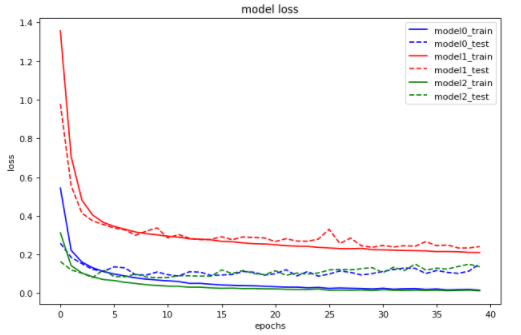 model loss
1.4
1.2
1.0
0.8
0.6
0.4
0.2
0.0
loss
model0_train
model0_test
model1_train
model1_test
model2_train
model2_test
0 5 10 15 20 25 30 35 40
epochs